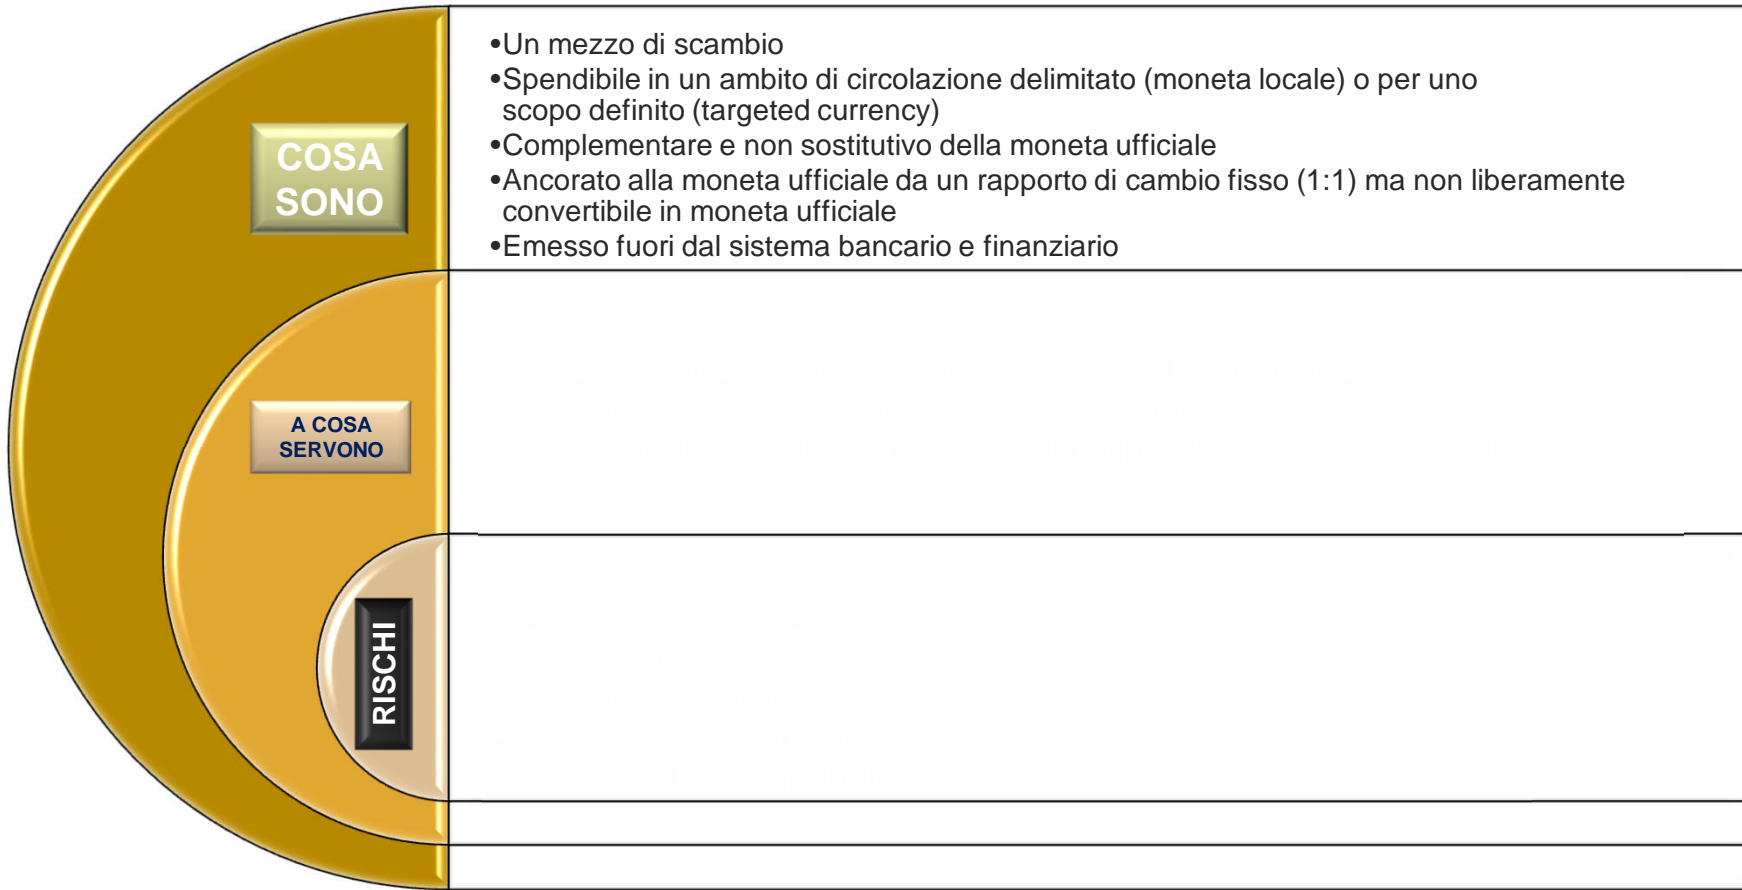 COSA
SONO
•Un mezzo di scambio
•Spendibile in un ambito di circolazione delimitato (moneta locale) o per uno
scopo definito (targeted currency)
•Complementare e non sostitutivo della moneta ufficiale
•Ancorato alla moneta ufficiale da un rapporto di cambio fisso (1:1) ma non liberamente
convertibile in moneta ufficiale
•Emesso fuori dal sistema bancario e finanziario
A COSA
SERVONO
RISCHI